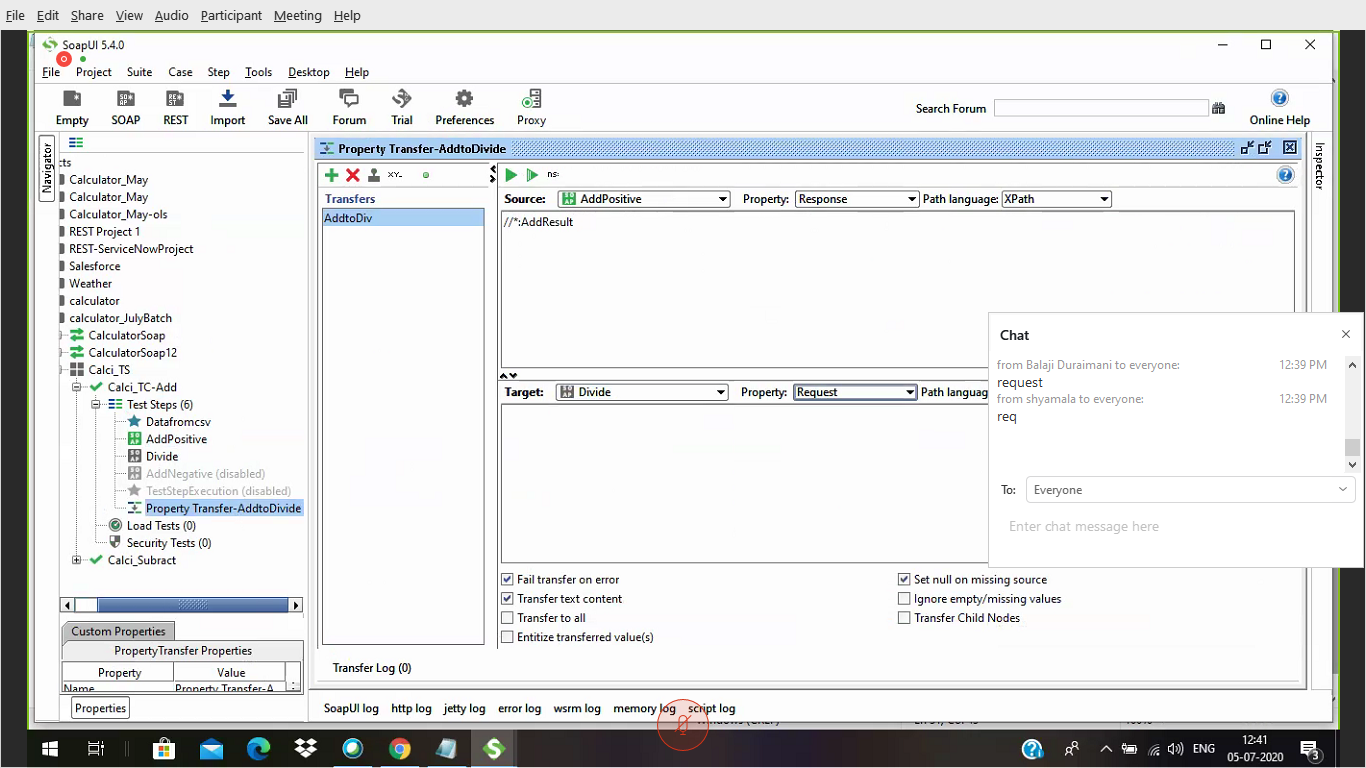 File Edit Share View Audio Participant Meeting Help
SoapUI 5.4.0
File Project Suite Case Step Tools Desktop Help
Empty SOAP REST Import Save All Forum Trial Preferences Proxy
Search Forum
Online Help
Navigator
cts
Calculator_May
Calculator_May
Calculator_May-ols
REST Project 1
REST-ServiceNowProject
Salesforce
Weather
calculator
calculator_JulyBatch
CalculatorSoap
CalculatorSoap12
Calci_TS
Calci_TC-Add
Test Steps (6)
Datafromcsv
AddPositive
Divide
AddNegative (disabled)
TestStepExecution (disabled)
Property Transfer-AddtoDivide
Load Tests (0)
Security Tests (0)
Calci_Subract
Custom Properties
PropertyTransfer Properties
Property Value
Name Property Transfer-A
Properties
Property Transfer-AddtoDivide
Inspector
XY= ns:
Transfers
AddtoDiv
Source: AddPositive Property: Response Path language: XPath
//*:AddResult
Target: Divide Property: Request Path languag
Fail transfer on error
Transfer text content
Transfer to all
Entitize transferred value(s)
Set null on missing source
Ignore empty/missing values
Transfer Child Nodes
Transfer Log (0)
SoapUI log http log jetty log error log wsrm log memory log script log
Chat
from Balaji Duraimani to everyone: 12:39 PM
request
from shyamala to everyone: 12:39 PM
req
To: Everyone
Enter chat message here
ENG
12:41
05-07-2020
3